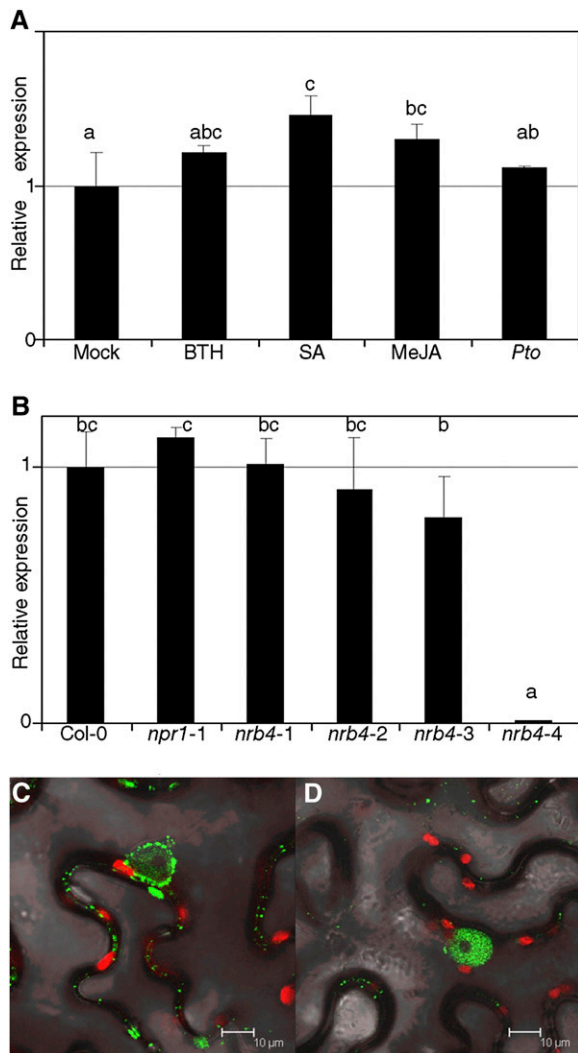 A
Relative expression
a
abc
c
bc
ab
1
0
Mock BTH SA MeJA Pto
B
Relative expression
bc
c
bc
bc
b
a
1
0
Col-0 npr1-1 nrb4-1 nrb4-2 nrb4-3 nrb4-4
C
10 µm
D
10 µm